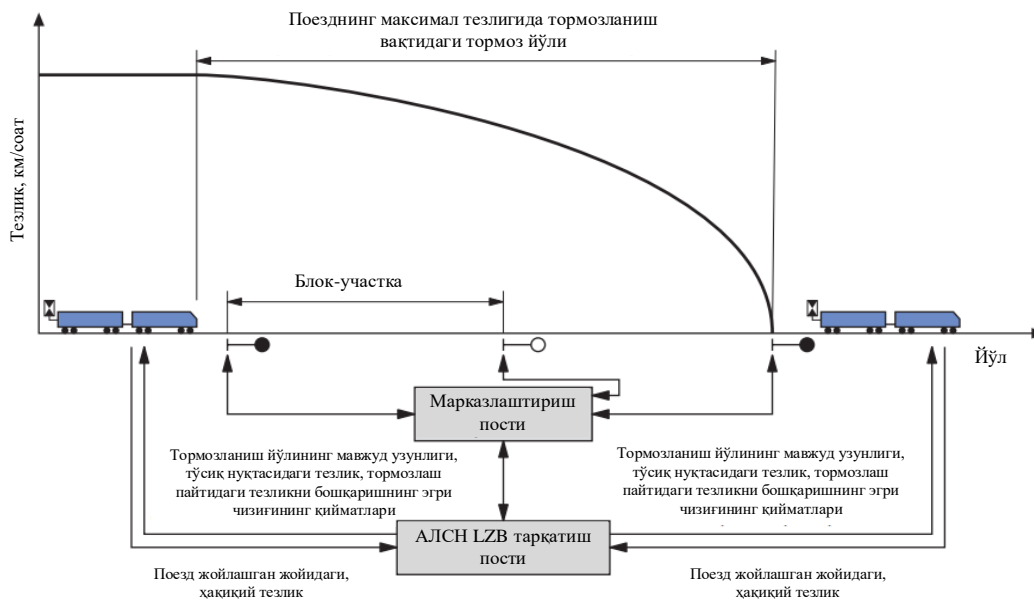 Поезднинг максимал тезлигида тормозланиш
вақтидаги тормоз йўли
Тезлик, км/соат
Блок-участка
Йўл
Марказлаштириш
пости
Тормозланиш йўлининг мавжуд узунлиги,
тўсиқ нуқтасидаги тезлик, тормозлаш
пайтидаги тезликни бошқаришнинг эгри
чизиғининг қийматлари
Тормозланиш йўлининг мавжуд узунлиги,
тўсиқ нуқтасидаги тезлик, тормозлаш
пайтидаги тезликни бошқаришнинг эгри
чизиғининг қийматлари
АЛСН LZB тарқатиш
пости
Поезд жойлашган жойидаги,
ҳақиқий тезлик
Поезд жойлашган жойидаги,
ҳақиқий тезлик